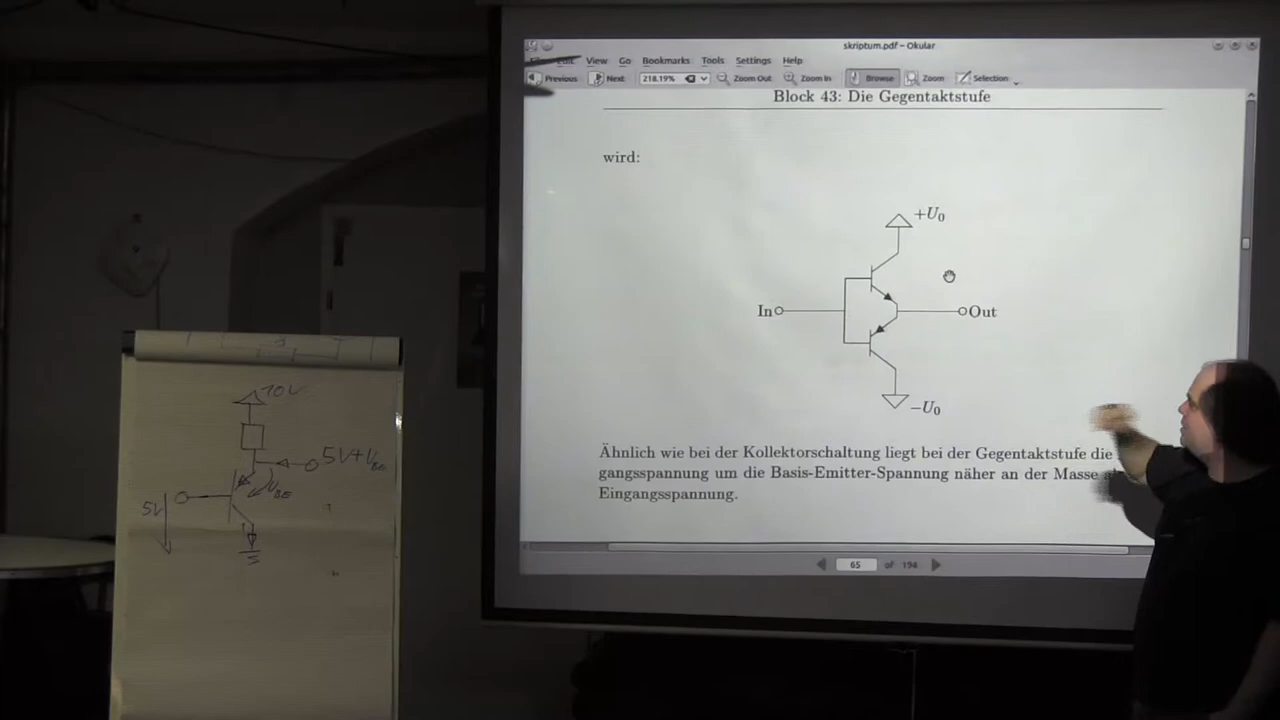 skriptum.pdf – Okular
View Go Bookmarks Tools Settings Help
Previous Next 218.19% Zoom Out Zoom In Browse Zoom Selection
Block 43: Die Gegentaktstufe
wird:
+U0
In Out
−U0
Ähnlich wie bei der Kollektorschaltung liegt bei der Gegentaktstufe die
gangsspannung um die Basis-Emitter-Spannung näher an der Masse
Eingangsspannung.
65 of 194
10V
5V+UBE
UBE
5V